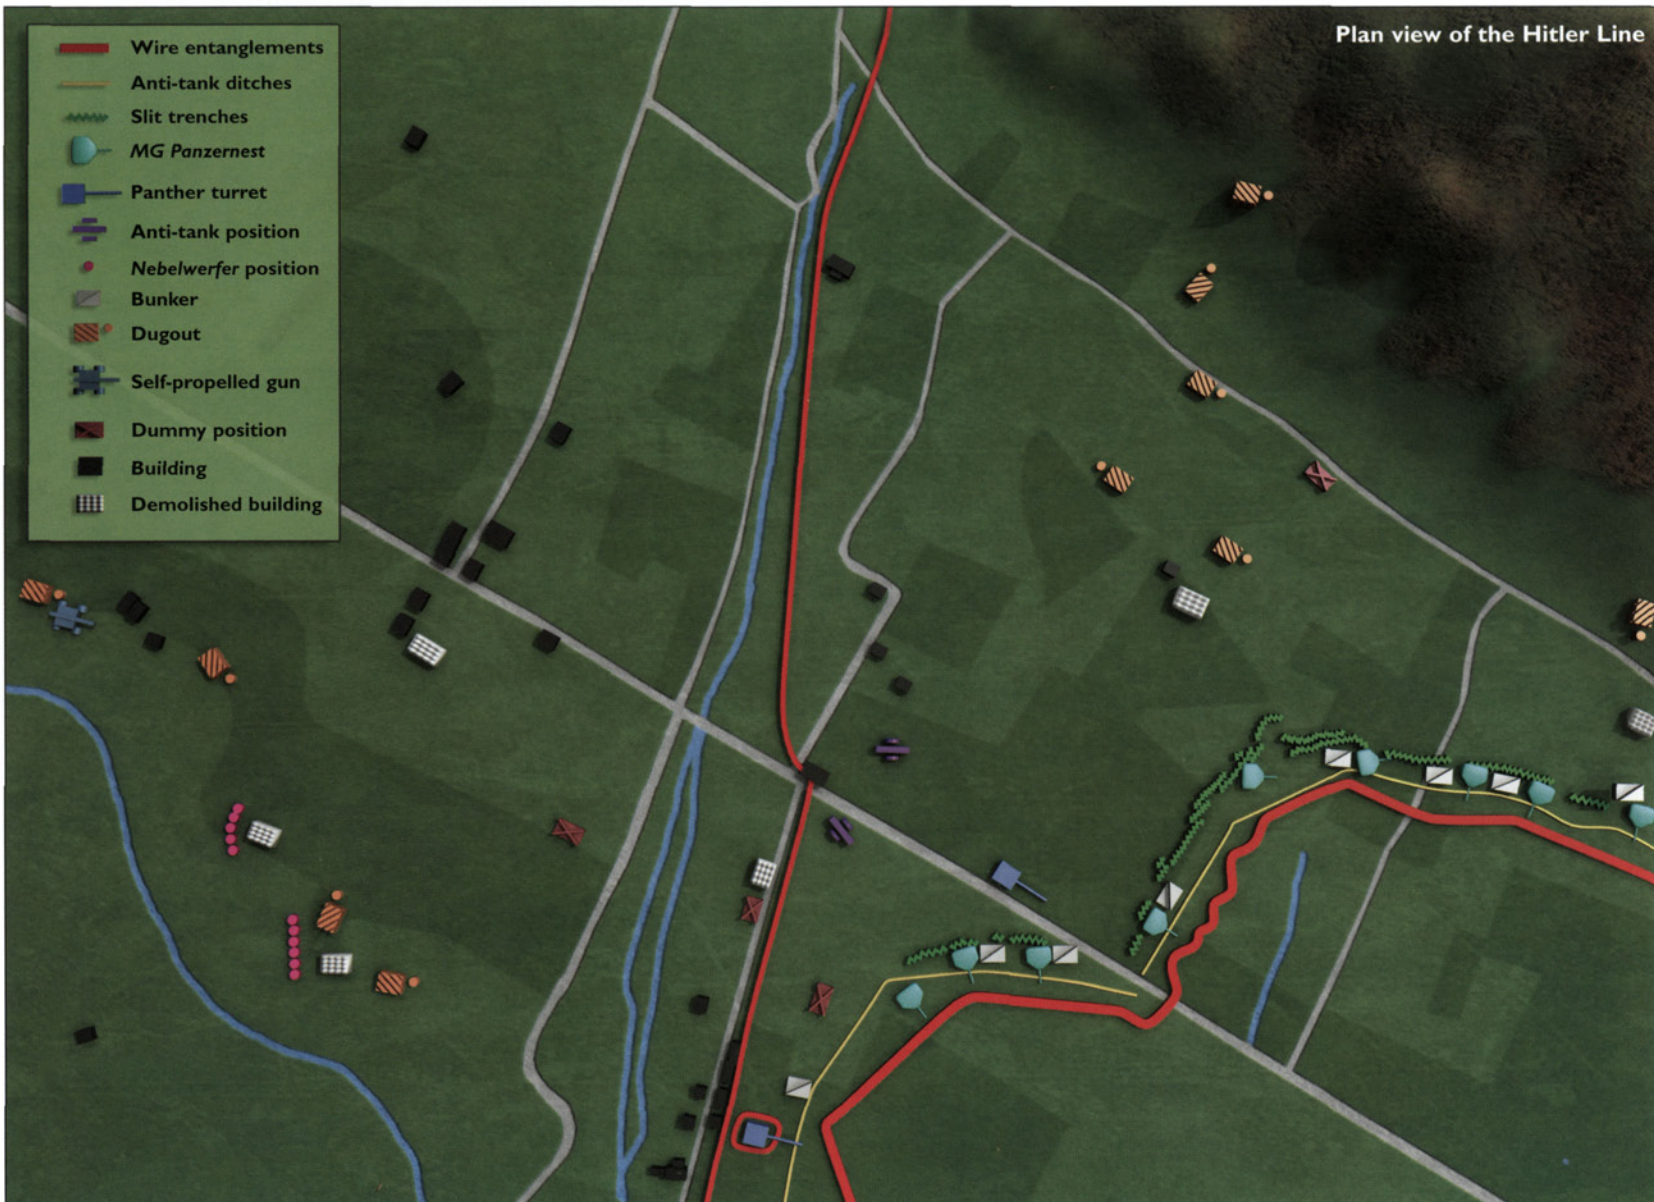 Plan view of the Hitler Line
Wire entanglements
Anti-tank ditches
Slit trenches
MG Panzernest
Panther turret
Anti-tank position
Nebelwerfer position
Bunker
Dugout
Self-propelled gun
Dummy position
Building
Demolished building